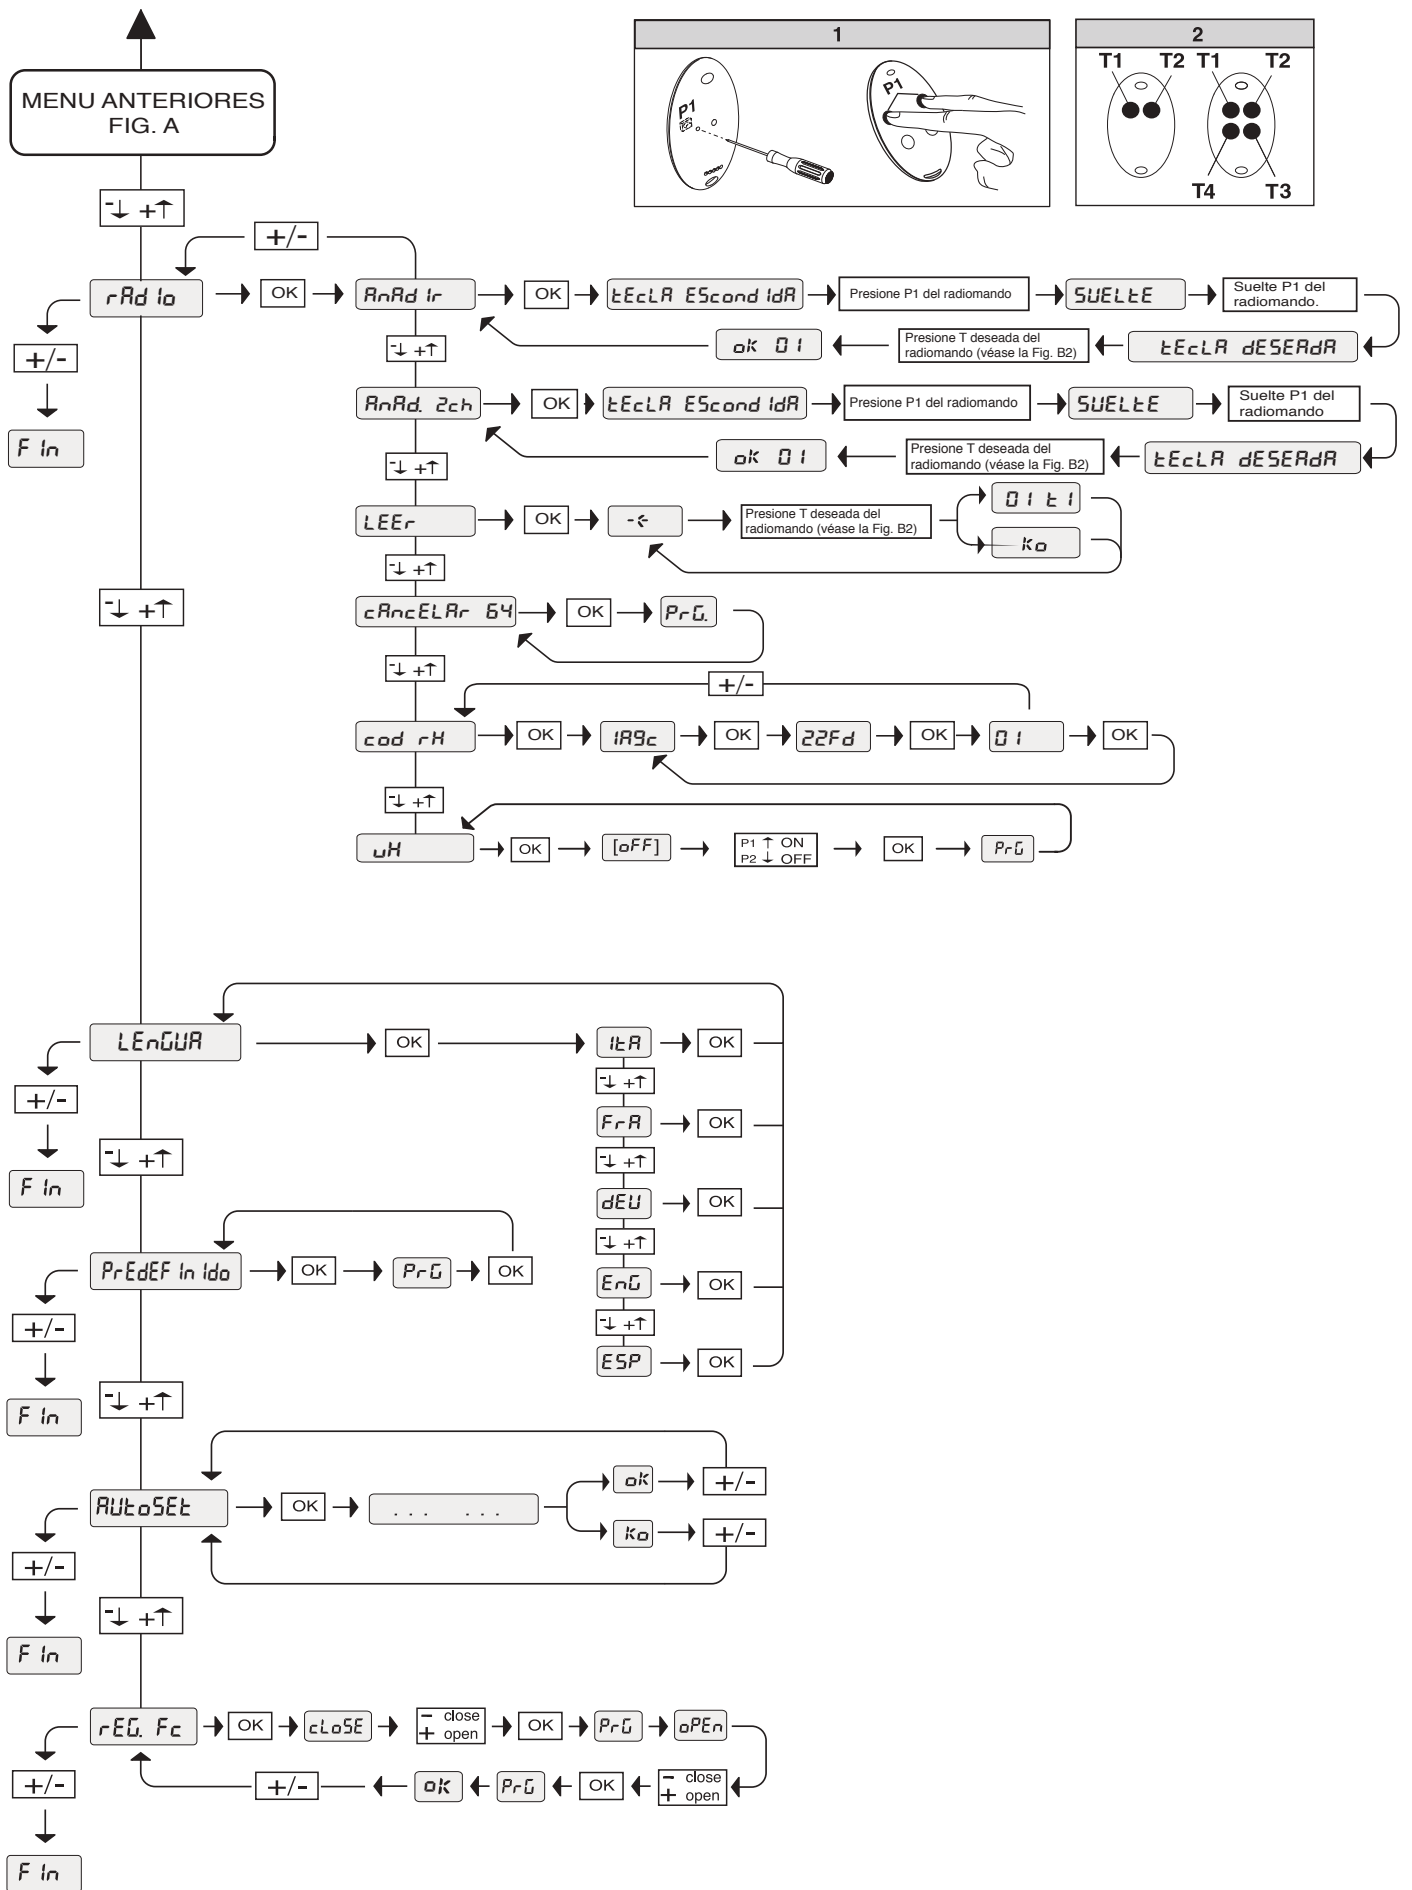 MENU ANTERIORES
FIG. A
1
P1
P1
2
T1 T2 T1 T2
T4 T3
-↓ +↑
+/-
rAdIo
OK
AnAdIr
OK
tEcLA EScondIdA
Presione P1 del radiomando
SUELtE
Suelte P1 del
radiomando.
+/-
FIn
-↓ +↑
ok 01
Presione T deseada del
radiomando (véase la Fig. B2)
tEcLA dESEAdA
AnAd. 2ch
OK
tEcLA EScondIdA
Presione P1 del radiomando
SUELtE
Suelte P1 del
radiomando
-↓ +↑
ok 01
Presione T deseada del
radiomando (véase la Fig. B2)
tEcLA dESEAdA
LEEr
OK
-<-
Presione T deseada del
radiomando (véase la Fig. B2)
01 t1
Ko
-↓ +↑
-↓ +↑
cAncELAr 64
OK
PrG.
-↓ +↑
+/-
cod rH
OK
1A9c
OK
22Fd
OK
01
OK
-↓ +↑
uH
OK
[oFF]
P1 ↑ ON
P2 ↓ OFF
OK
PrG
LEnGUA
OK
ItA
OK
+/-
FIn
-↓ +↑
-↓ +↑
FrA
OK
-↓ +↑
dEU
OK
-↓ +↑
EnG
OK
-↓ +↑
ESP
OK
PrEdEFInIdo
OK
PrG
OK
+/-
FIn
-↓ +↑
AUtoSEt
OK
... ...
ok
+/-
Ko
+/-
+/-
FIn
-↓ +↑
rEG. Fc
OK
cLoSE
- close
+ open
OK
PrG
oPEn
- close
+ open
OK
PrG
ok
+/-
+/-
FIn